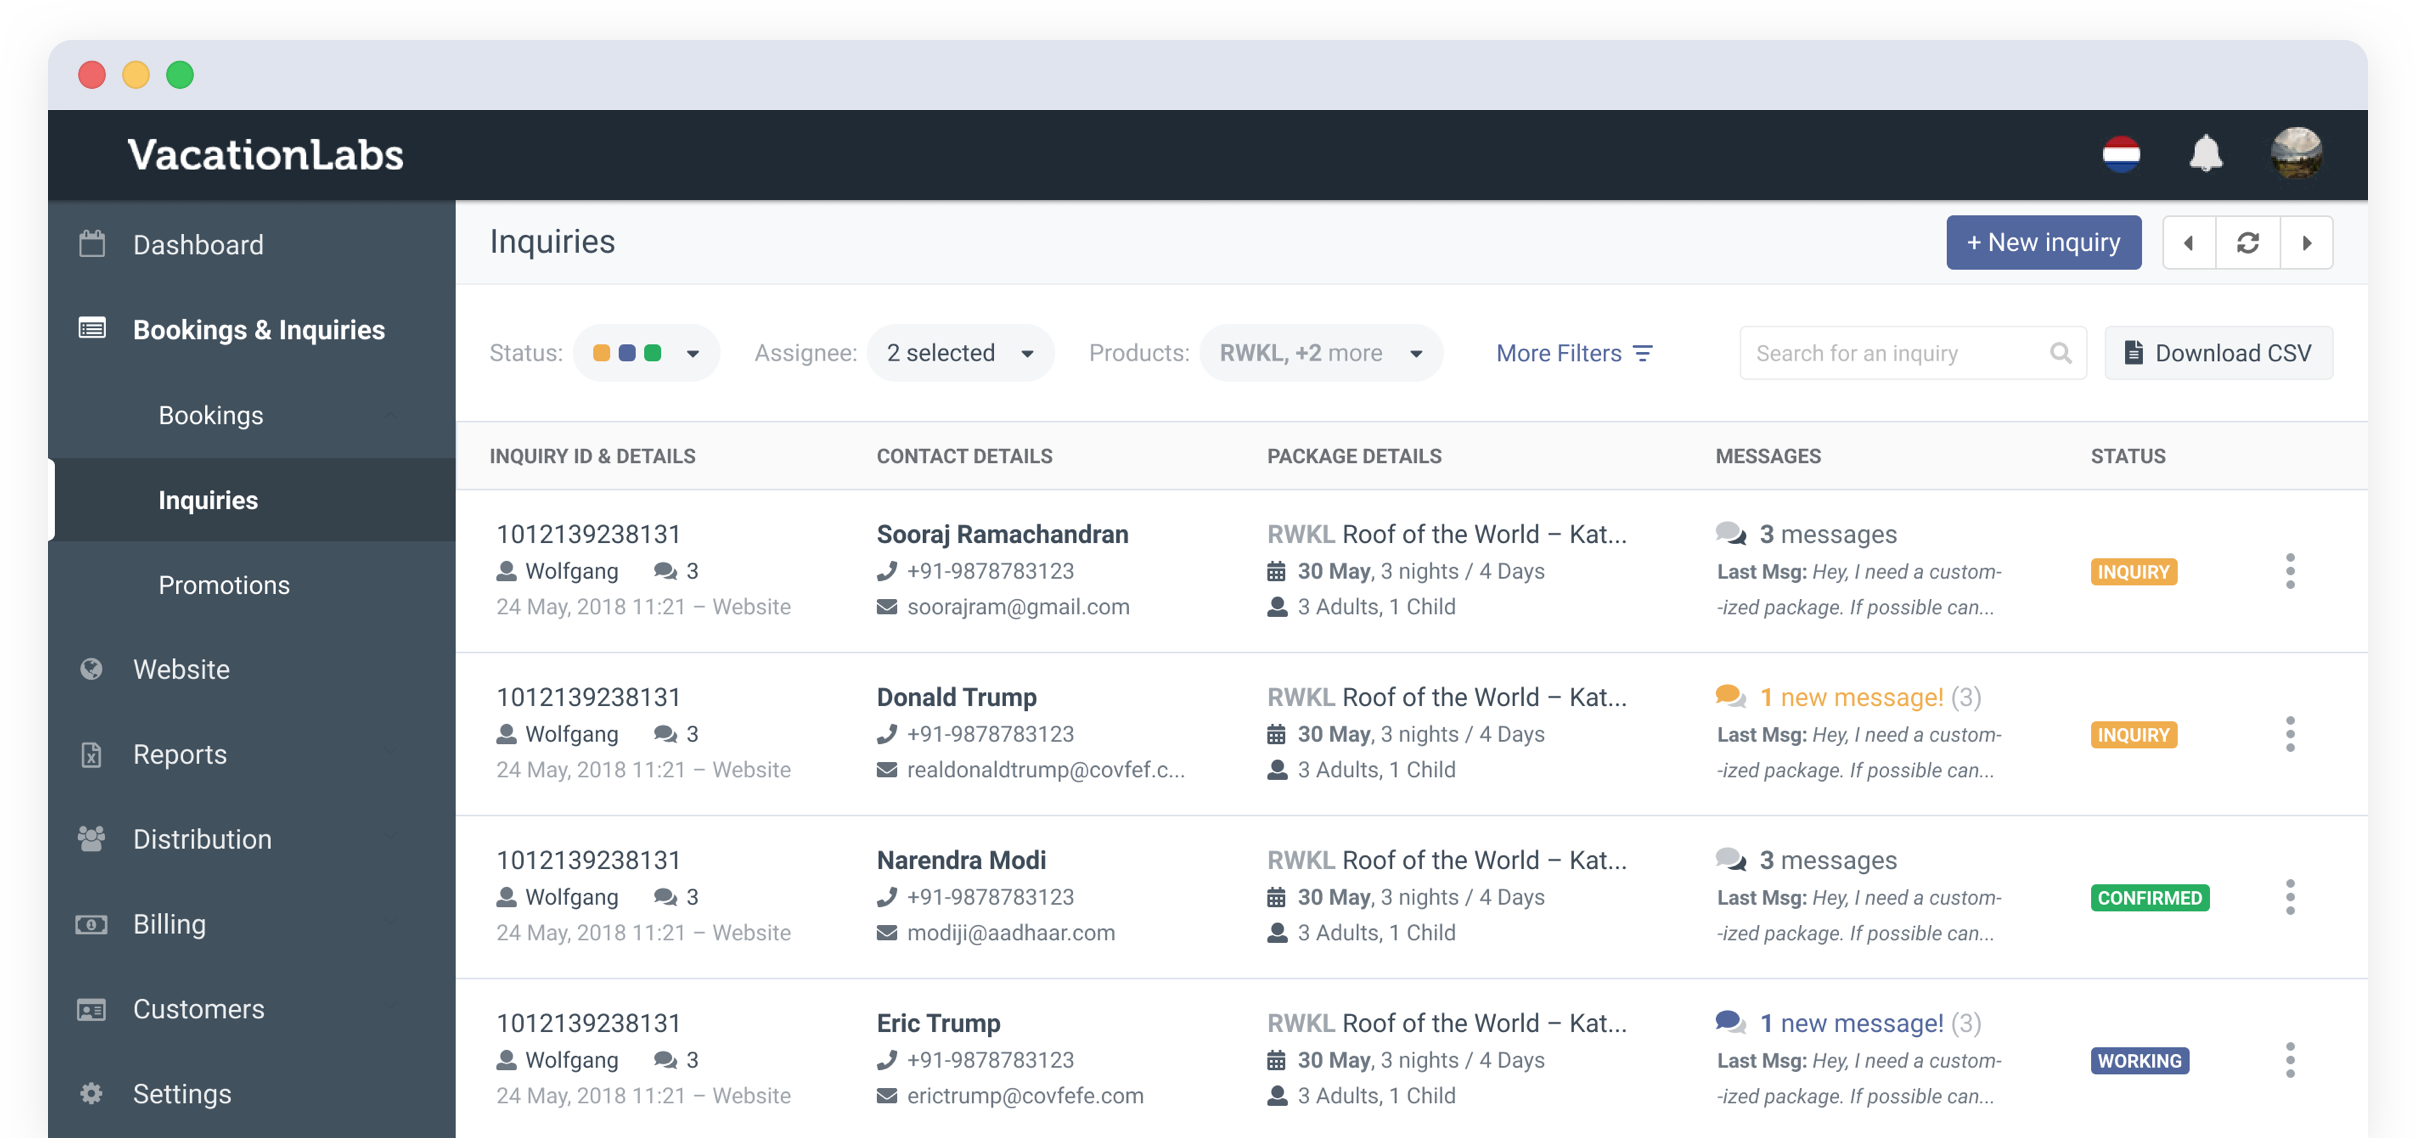 VacationLabs
Dashboard
Bookings & Inquiries
Bookings
Inquiries
Promotions
Website
Reports
Distribution
Billing
Customers
Settings
Inquiries
+ New inquiry
Status:
Assignee: 2 selected
Products: RWKL, +2 more
More Filters
Search for an inquiry
Download CSV
INQUIRY ID & DETAILS CONTACT DETAILS PACKAGE DETAILS MESSAGES STATUS
1012139238131
Wolfgang 3
24 May, 2018 11:21 – Website
Sooraj Ramachandran
+91-9878783123
soorajram@gmail.com
RWKL Roof of the World – Kat...
30 May, 3 nights / 4 Days
3 Adults, 1 Child
3 messages
Last Msg: Hey, I need a custom-
-ized package. If possible can...
INQUIRY
1012139238131
Wolfgang 3
24 May, 2018 11:21 – Website
Donald Trump
+91-9878783123
realdonaldtrump@covfef.c...
RWKL Roof of the World – Kat...
30 May, 3 nights / 4 Days
3 Adults, 1 Child
1 new message! (3)
Last Msg: Hey, I need a custom-
-ized package. If possible can...
INQUIRY
1012139238131
Wolfgang 3
24 May, 2018 11:21 – Website
Narendra Modi
+91-9878783123
modiji@aadhaar.com
RWKL Roof of the World – Kat...
30 May, 3 nights / 4 Days
3 Adults, 1 Child
3 messages
Last Msg: Hey, I need a custom-
-ized package. If possible can...
CONFIRMED
1012139238131
Wolfgang 3
24 May, 2018 11:21 – Website
Eric Trump
+91-9878783123
erictrump@covfefe.com
RWKL Roof of the World – Kat...
30 May, 3 nights / 4 Days
3 Adults, 1 Child
1 new message! (3)
Last Msg: Hey, I need a custom-
-ized package. If possible can...
WORKING